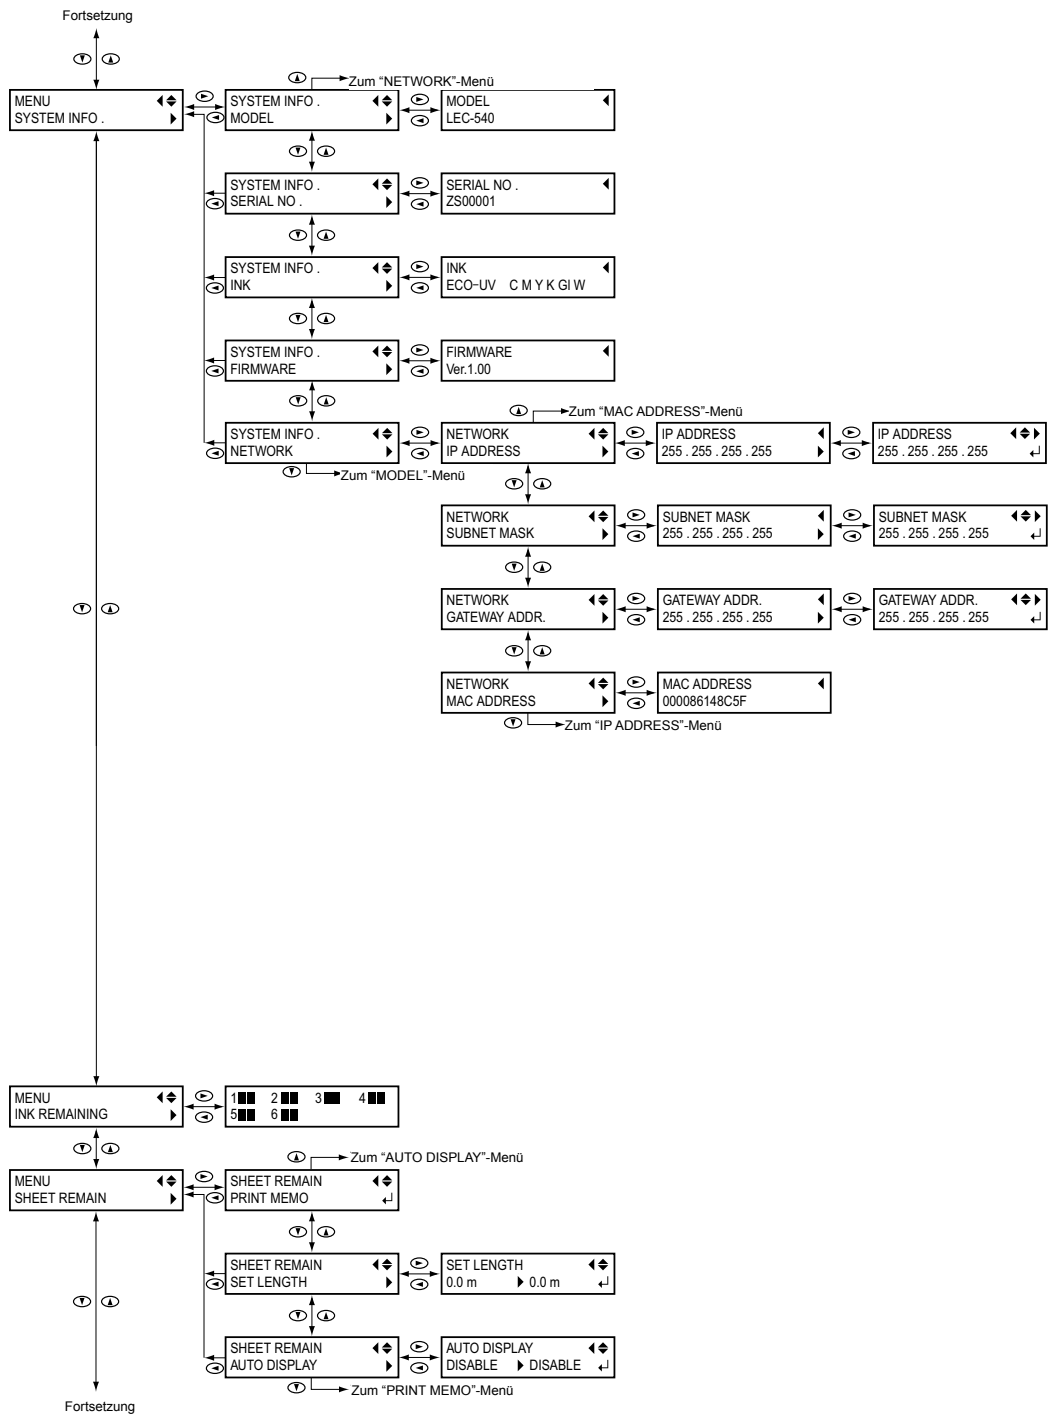 Fortsetzung
Zum "NETWORK"-Menü
MENU
SYSTEM INFO .
SYSTEM INFO .
MODEL
MODEL
LEC-540
SYSTEM INFO .
SERIAL NO .
SERIAL NO .
ZS00001
SYSTEM INFO .
INK
INK
ECO-UV C M Y K Gl W
SYSTEM INFO .
FIRMWARE
FIRMWARE
Ver.1.00
Zum "MAC ADDRESS"-Menü
SYSTEM INFO .
NETWORK
NETWORK
IP ADDRESS
IP ADDRESS
255 . 255 . 255 . 255
IP ADDRESS
255 . 255 . 255 . 255
Zum "MODEL"-Menü
NETWORK
SUBNET MASK
SUBNET MASK
255 . 255 . 255 . 255
SUBNET MASK
255 . 255 . 255 . 255
NETWORK
GATEWAY ADDR.
GATEWAY ADDR.
255 . 255 . 255 . 255
GATEWAY ADDR.
255 . 255 . 255 . 255
NETWORK
MAC ADDRESS
MAC ADDRESS
000086148C5F
Zum "IP ADDRESS"-Menü
MENU
INK REMAINING
1 2 3 4
5 6
Zum "AUTO DISPLAY"-Menü
MENU
SHEET REMAIN
SHEET REMAIN
PRINT MEMO
SHEET REMAIN
SET LENGTH
SET LENGTH
0.0 m 0.0 m
SHEET REMAIN
AUTO DISPLAY
AUTO DISPLAY
DISABLE DISABLE
Zum "PRINT MEMO"-Menü
Fortsetzung